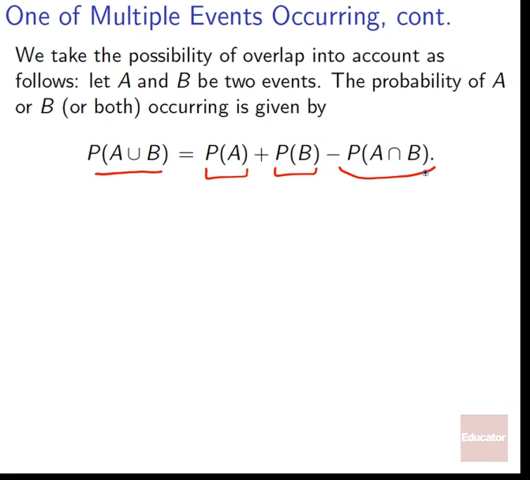 One of Multiple Events Occurring, cont.
We take the possibility of overlap into account as
follows: let A and B be two events. The probability of A
or B (or both) occurring is given by
P(A ∪ B) = P(A) + P(B) − P(A ∩ B).
Educator